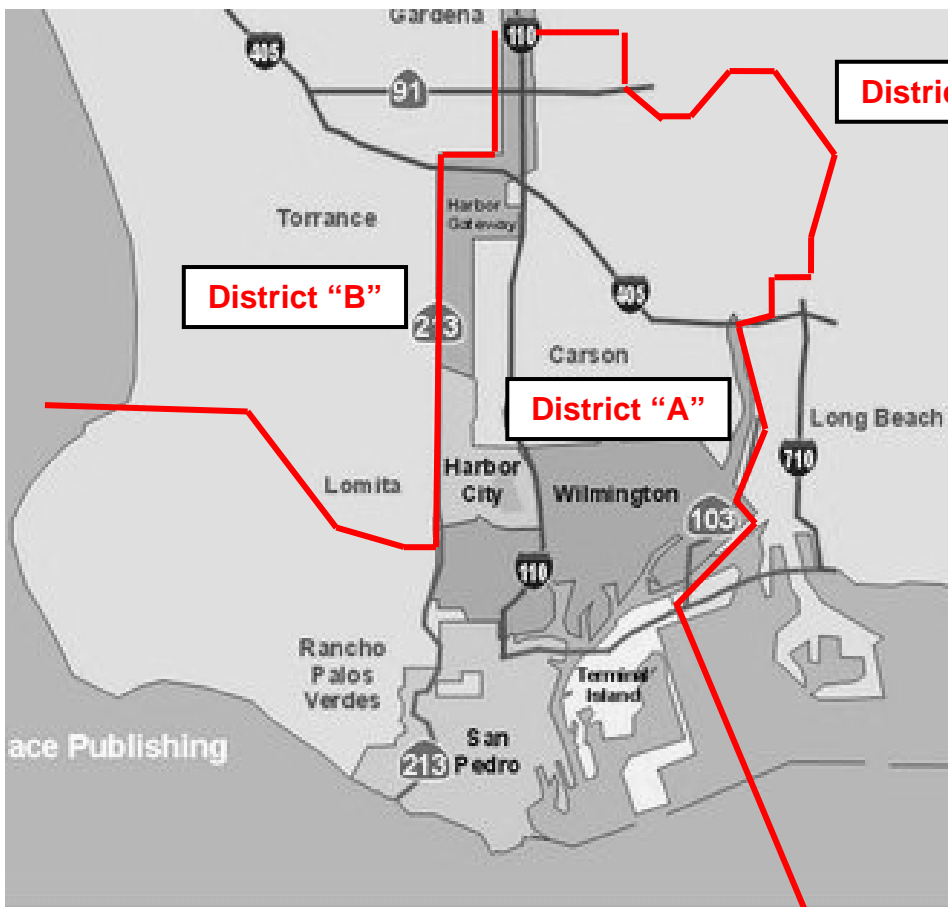 Gardena
110
405
91
Distric
Torrance
Harbor
Gateway
District “B”
213
405
Carson
District “A”
Long Beach
Lomita
Harbor
City
Wilmington
710
103
110
Rancho
Palos
Verdes
Terminal
Island
ace Publishing
San
Pedro
213